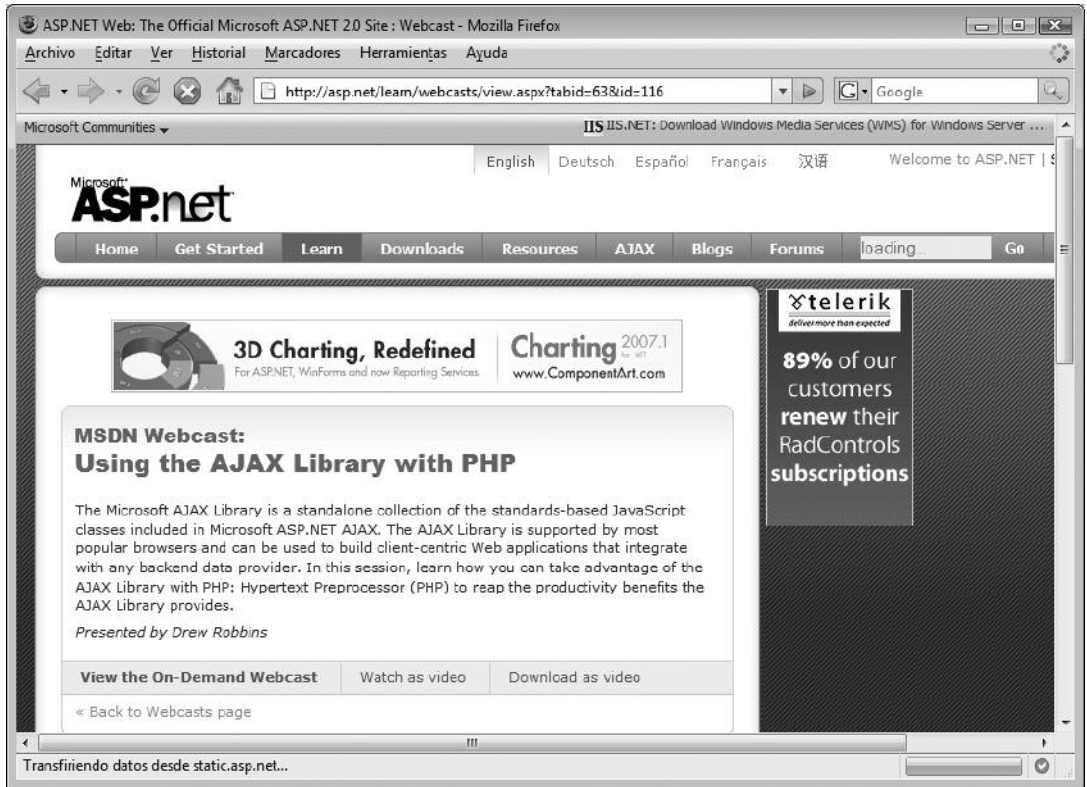 ASP.NET Web: The Official Microsoft ASP.NET 2.0 Site : Webcast - Mozilla Firefox
Archivo Editar Ver Historial Marcadores Herramientas Ayuda
http://asp.net/learn/webcasts/view.aspx?tabid=63&id=116
G Google
Microsoft Communities
IIS IIS.NET: Download Windows Media Services (WMS) for Windows Server ...
English Deutsch Español Français 汉语 Welcome to ASP.NET | S
Microsoft
ASP.net
Home Get Started Learn Downloads Resources AJAX Blogs Forums loading... Go
3D Charting, Redefined
For ASP.NET, WinForms and now Reporting Services.
Charting 2007.1
for .NET
www.ComponentArt.com
telerik
deliver more than expected
89% of our
customers
renew their
RadControls
subscriptions
MSDN Webcast:
Using the AJAX Library with PHP
The Microsoft AJAX Library is a standalone collection of the standards-based JavaScript
classes included in Microsoft ASP.NET AJAX. The AJAX Library is supported by most
popular browsers and can be used to build client-centric Web applications that integrate
with any backend data provider. In this session, learn how you can take advantage of the
AJAX Library with PHP: Hypertext Preprocessor (PHP) to reap the productivity benefits the
AJAX Library provides.
Presented by Drew Robbins
View the On-Demand Webcast Watch as video Download as video
« Back to Webcasts page
Transfiriendo datos desde static.asp.net...